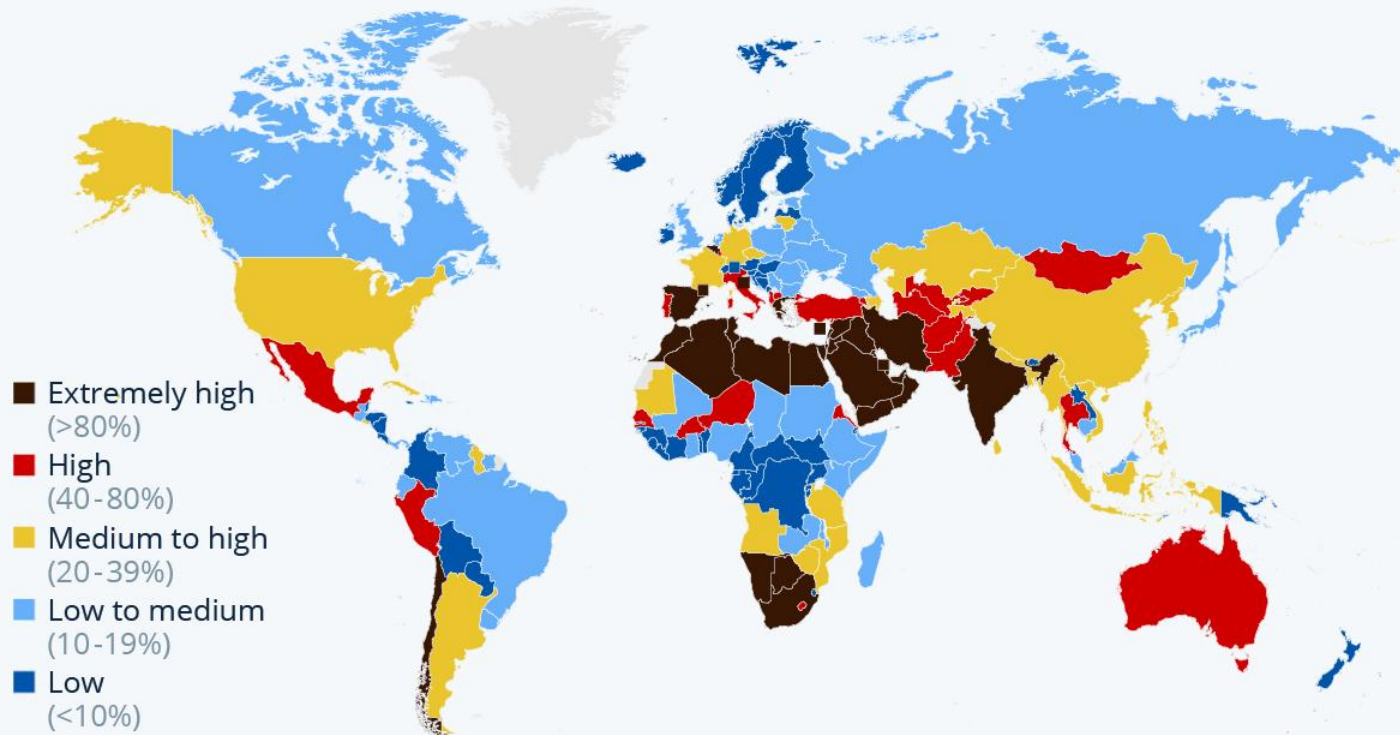 Extremely high
(>80%)
High
(40-80%)
Medium to high
(20-39%)
Low to medium
(10-19%)
Low
(<10%)